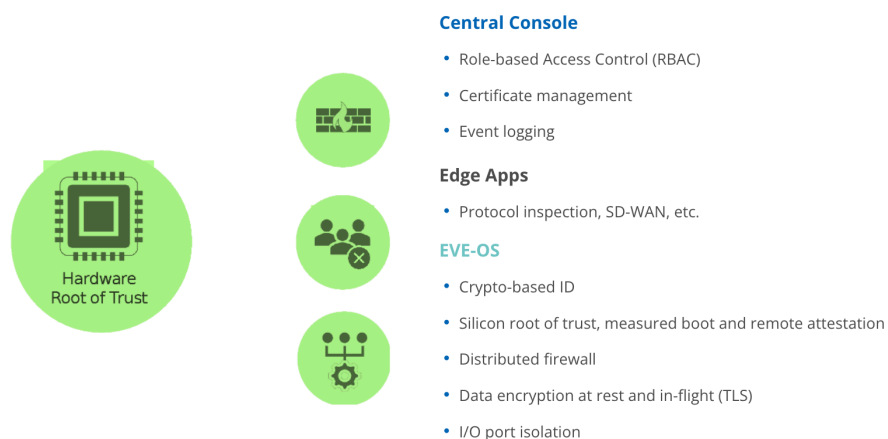 Hardware
Root of Trust
Central Console
Role-based Access Control (RBAC)
Certificate management
Event logging
Edge Apps
Protocol inspection, SD-WAN, etc.
EVE-OS
Crypto-based ID
Silicon root of trust, measured boot and remote attestation
Distributed firewall
Data encryption at rest and in-flight (TLS)
I/O port isolation